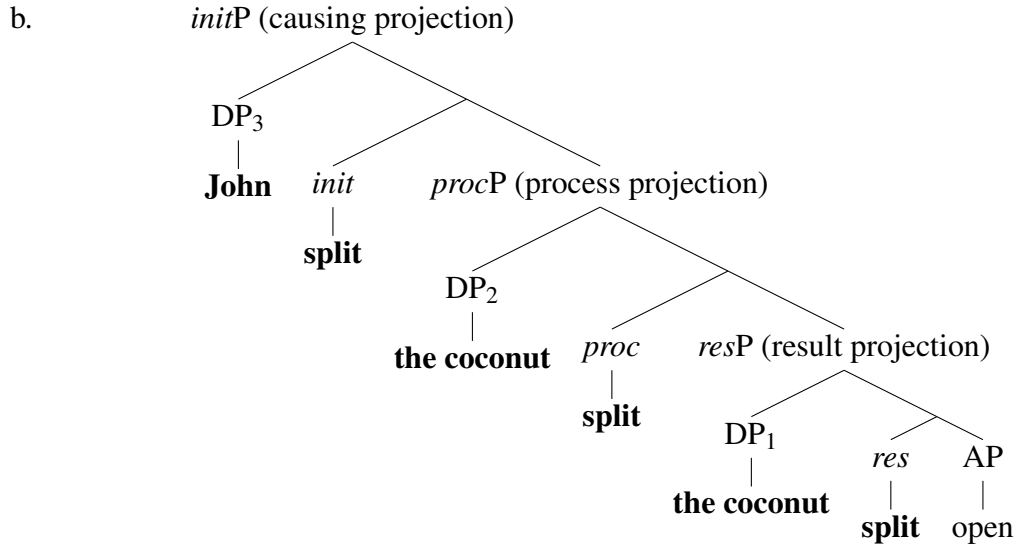 b. initP (causing projection)
DP3
John init procP (process projection)
split
DP2
the coconut proc resP (result projection)
split
DP1 res AP
the coconut split open